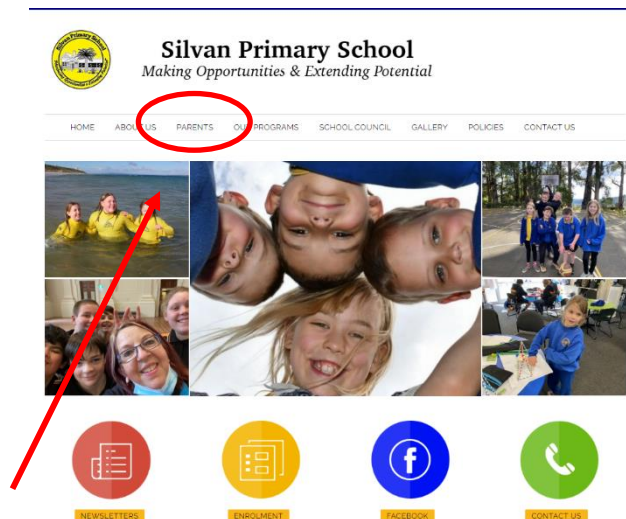 Silvan Primary School
Making Opportunities & Extending Potential
HOME ABOUT US PARENTS OUR PROGRAMS SCHOOL COUNCIL GALLERY POLICIES CONTACT US
NEWSLETTERS ENROLMENT FACEBOOK CONTACT US